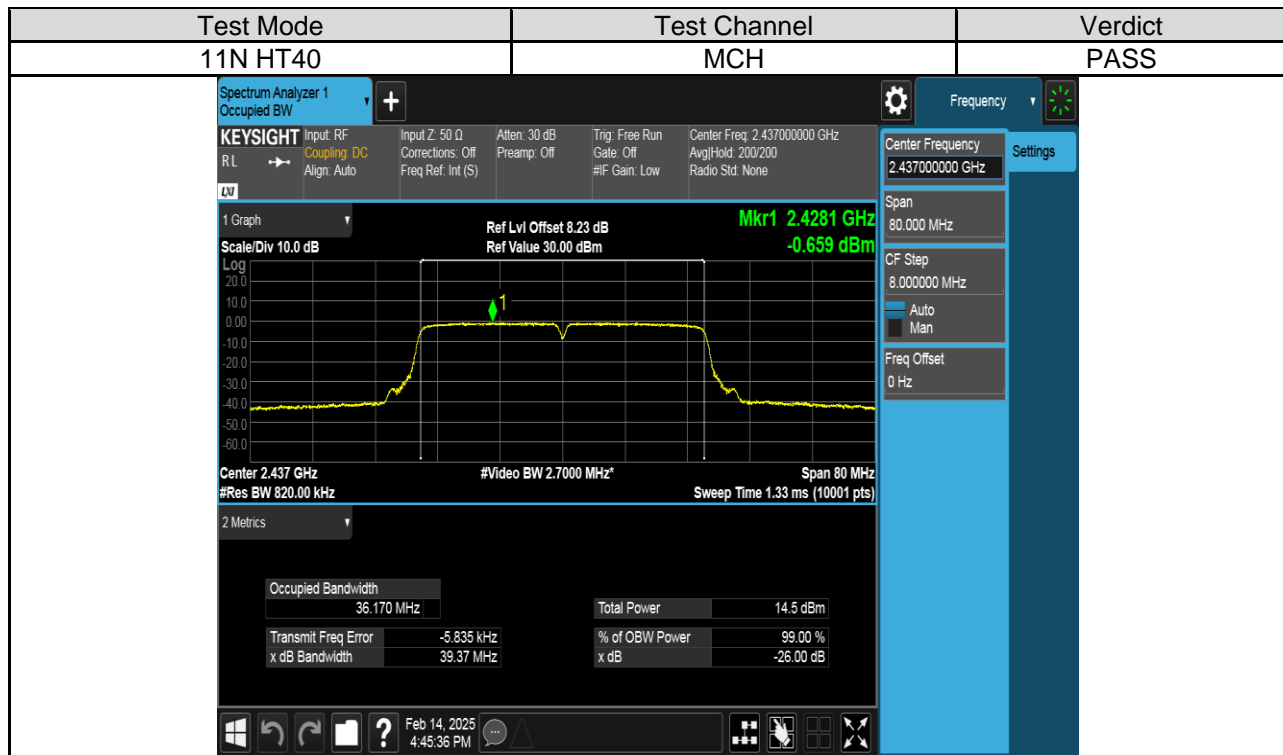 Test Mode Test Channel Verdict
11N HT40 MCH PASS
Spectrum Analyzer 1
Occupied BW
+
Frequency
KEYSIGHT
RL
LXI
Input: RF
Coupling: DC
Align: Auto
Input Z: 50 Ω
Corrections: Off
Freq Ref: Int (S)
Atten: 30 dB
Preamp: Off
Trig: Free Run
Gate: Off
#IF Gain: Low
Center Freq: 2.437000000 GHz
Avg|Hold: 200/200
Radio Std: None
Center Frequency
2.437000000 GHz
Settings
Span
80.000 MHz
CF Step
8.000000 MHz
Auto
Man
Freq Offset
0 Hz
1 Graph
Scale/Div 10.0 dB
Ref Lvl Offset 8.23 dB
Ref Value 30.00 dBm
Mkr1 2.4281 GHz
-0.659 dBm
Log
20.0
10.0
0.00
-10.0
-20.0
-30.0
-40.0
-50.0
-60.0
1
Center 2.437 GHz #Video BW 2.7000 MHz* Span 80 MHz
#Res BW 820.00 kHz Sweep Time 1.33 ms (10001 pts)
2 Metrics
Occupied Bandwidth
36.170 MHz
Total Power 14.5 dBm
Transmit Freq Error -5.835 kHz
% of OBW Power 99.00 %
x dB Bandwidth 39.37 MHz
x dB -26.00 dB
?
Feb 14, 2025
4:45:36 PM